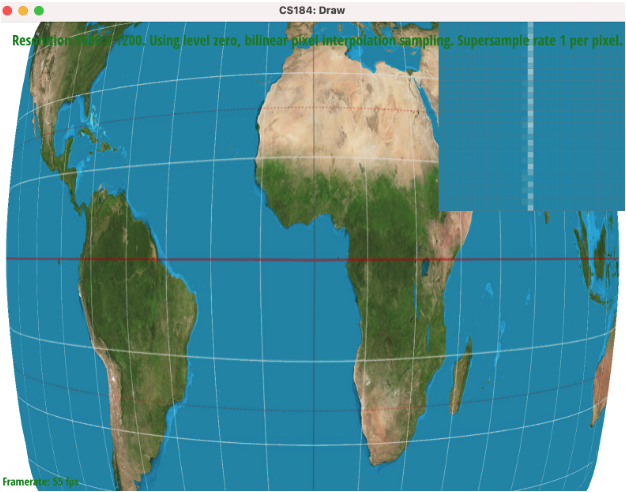 CS184: Draw
Resolution 1200. Using level zero, bilinear pixel interpolation sampling. Supersample rate 1 per pixel.
Framerate: 55 fps